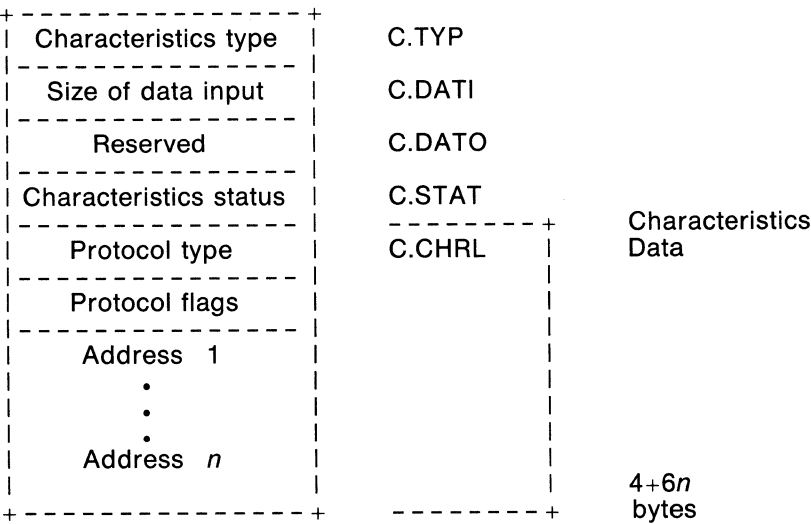 Characteristics type C.TYP
Size of data input C.DATI
Reserved C.DATO
Characteristics status C.STAT
Characteristics
Protocol type C.CHRL Data
Protocol flags
Address 1
•
•
•
Address n
4+6n
bytes